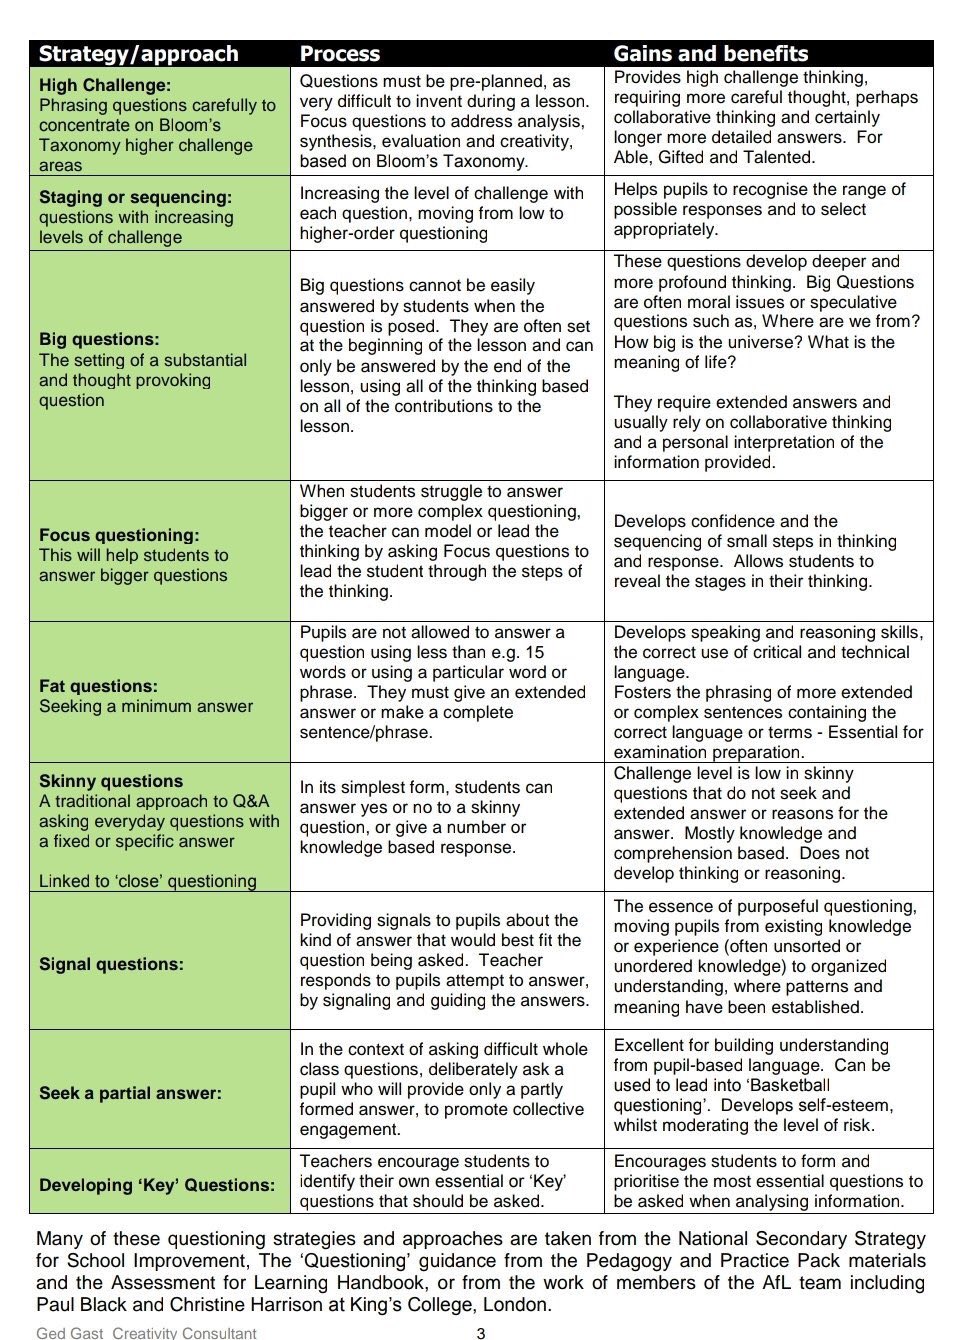 Strategy/approach
Process
Gains and benefits
High Challenge:
Phrasing questions carefully to
concentrate on Bloom's
Taxonomy higher challenge
areas
Questions must be pre-planned, as
very difficult to invent during a lesson.
Focus questions to address analysis,
synthesis, evaluation and creativity,
based on Bloom's Taxonomy.
Provides high challenge thinking,
requiring more careful thought, perhaps
collaborative thinking and certainly
longer more detailed answers.  For
Able, Gifted and Talented.
Staging or sequencing:
questions with increasing
levels of challenge
Increasing the level of challenge with
each question, moving from low to
higher-order questioning
Helps pupils to recognise the range of
possible responses and to select
appropriately.
Big questions:
The setting of a substantial
and thought provoking
question
Big questions cannot be easily
answered by students when the
question is posed.  They are often set
at the beginning of the lesson and can
only be answered by the end of the
lesson, using all of the thinking based
on all of the contributions to the
lesson.
These questions develop deeper and
more profound thinking.  Big Questions
are often moral issues or speculative
questions such as, Where are we from?
How big is the universe? What is the
meaning of life?
They require extended answers and
usually rely on collaborative thinking
and a personal interpretation of the
information provided.
Focus questioning:
This will help students to
answer bigger questions
When students struggle to answer
bigger or more complex questioning,
the teacher can model or lead the
thinking by asking Focus questions to
lead the student through the steps of
the thinking.
Develops confidence and the
sequencing of small steps in thinking
and response.  Allows students to
reveal the stages in their thinking.
Fat questions:
Seeking a minimum answer
Pupils are not allowed to answer a
question using less than e.g. 15
words or using a particular word or
phrase.  They must give an extended
answer or make a complete
sentence/phrase.
Develops speaking and reasoning skills,
the correct use of critical and technical
language.
Fosters the phrasing of more extended
or complex sentences containing the
correct language or terms - Essential for
examination preparation.
Skinny questions
A traditional approach to Q&A
asking everyday questions with
a fixed or specific answer
Linked to 'close' questioning
In its simplest form, students can
answer yes or no to a skinny
question, or give a number or
knowledge based response.
Challenge level is low in skinny
questions that do not seek and
extended answer or reasons for the
answer.  Mostly knowledge and
comprehension based.  Does not
develop thinking or reasoning.
Signal questions:
Providing signals to pupils about the
kind of answer that would best fit the
question being asked.  Teacher
responds to pupils attempt to answer,
by signaling and guiding the answers.
The essence of purposeful questioning,
moving pupils from existing knowledge
or experience (often unsorted or
unordered knowledge) to organized
understanding, where patterns and
meaning have been established.
Seek a partial answer:
In the context of asking difficult whole
class questions, deliberately ask a
pupil who will provide only a partly
formed answer, to promote collective
engagement.
Excellent for building understanding
from pupil-based language.  Can be
used to lead into 'Basketball
questioning'.  Develops self-esteem,
whilst moderating the level of risk.
Developing 'Key' Questions:
Teachers encourage students to
identify their own essential or 'Key'
questions that should be asked.
Encourages students to form and
prioritise the most essential questions to
be asked when analysing information.
Many of these questioning strategies and approaches are taken from the National Secondary Strategy
for School Improvement, The 'Questioning' guidance from the Pedagogy and Practice Pack materials
and the Assessment for Learning Handbook, or from the work of members of the AfL team including
Paul Black and Christine Harrison at King's College, London.
Ged Gast  Creativity Consultant
3